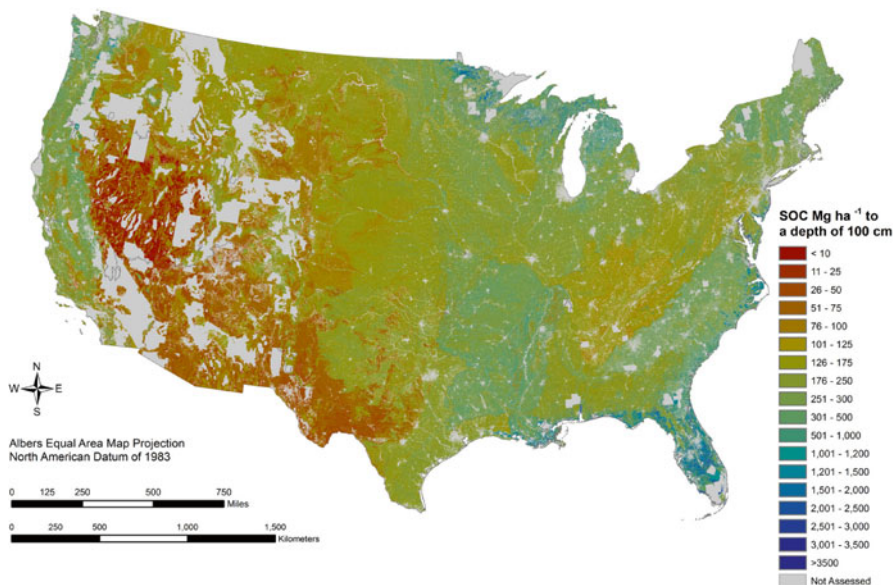 SOC Mg ha -1 to
a depth of 100 cm
< 10
11 - 25
26 - 50
51 - 75
76 - 100
101 - 125
126 - 175
176 - 250
251 - 300
301 - 500
501 - 1,000
1,001 - 1,200
1,201 - 1,500
1,501 - 2,000
2,001 - 2,500
2,501 - 3,000
3,001 - 3,500
>3500
Not Assessed
N
W E
S
Albers Equal Area Map Projection
North American Datum of 1983
0 125 250 500 750
Miles
0 250 500 1,000 1,500
Kilometers